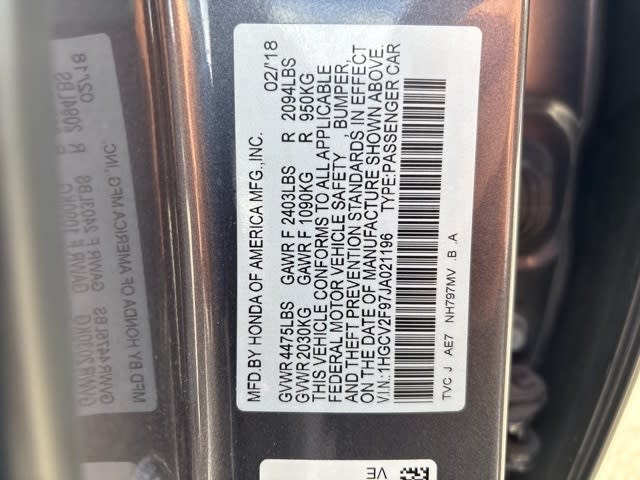 MFD.BY HONDA OF AMERICA MFG.,INC. 02/'18
GVWR 4475LBS GAWR F 2403LBS R 2094LBS
GVWR 2030KG GAWR F 1090KG R 950KG
THIS VEHICLE CONFORMS TO ALL APPLICABLE
FEDERAL MOTOR VEHICLE SAFETY , BUMPER,
AND THEFT PREVENTION STANDARDS IN EFFECT
ON THE DATE OF MANUFACTURE SHOWN ABOVE.
V.I.N.:1HGCV2F97JA021196 TYPE:PASSENGER CAR
TVC J AE7 NH797MV .B .A
VE